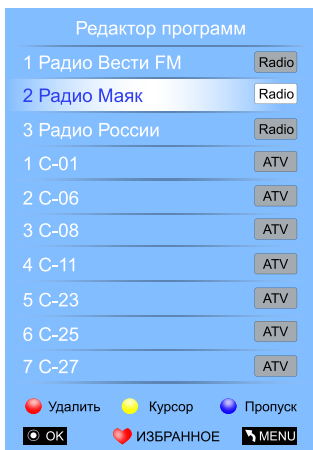 Редактор программ
1 Радио Вести FM Radio
2 Радио Маяк Radio
3 Радио России Radio
1 C-01 ATV
2 C-06 ATV
3 C-08 ATV
4 C-11 ATV
5 C-23 ATV
6 C-25 ATV
7 C-27 ATV
Удалить Курсор Пропуск
OK ИЗБРАННОЕ MENU